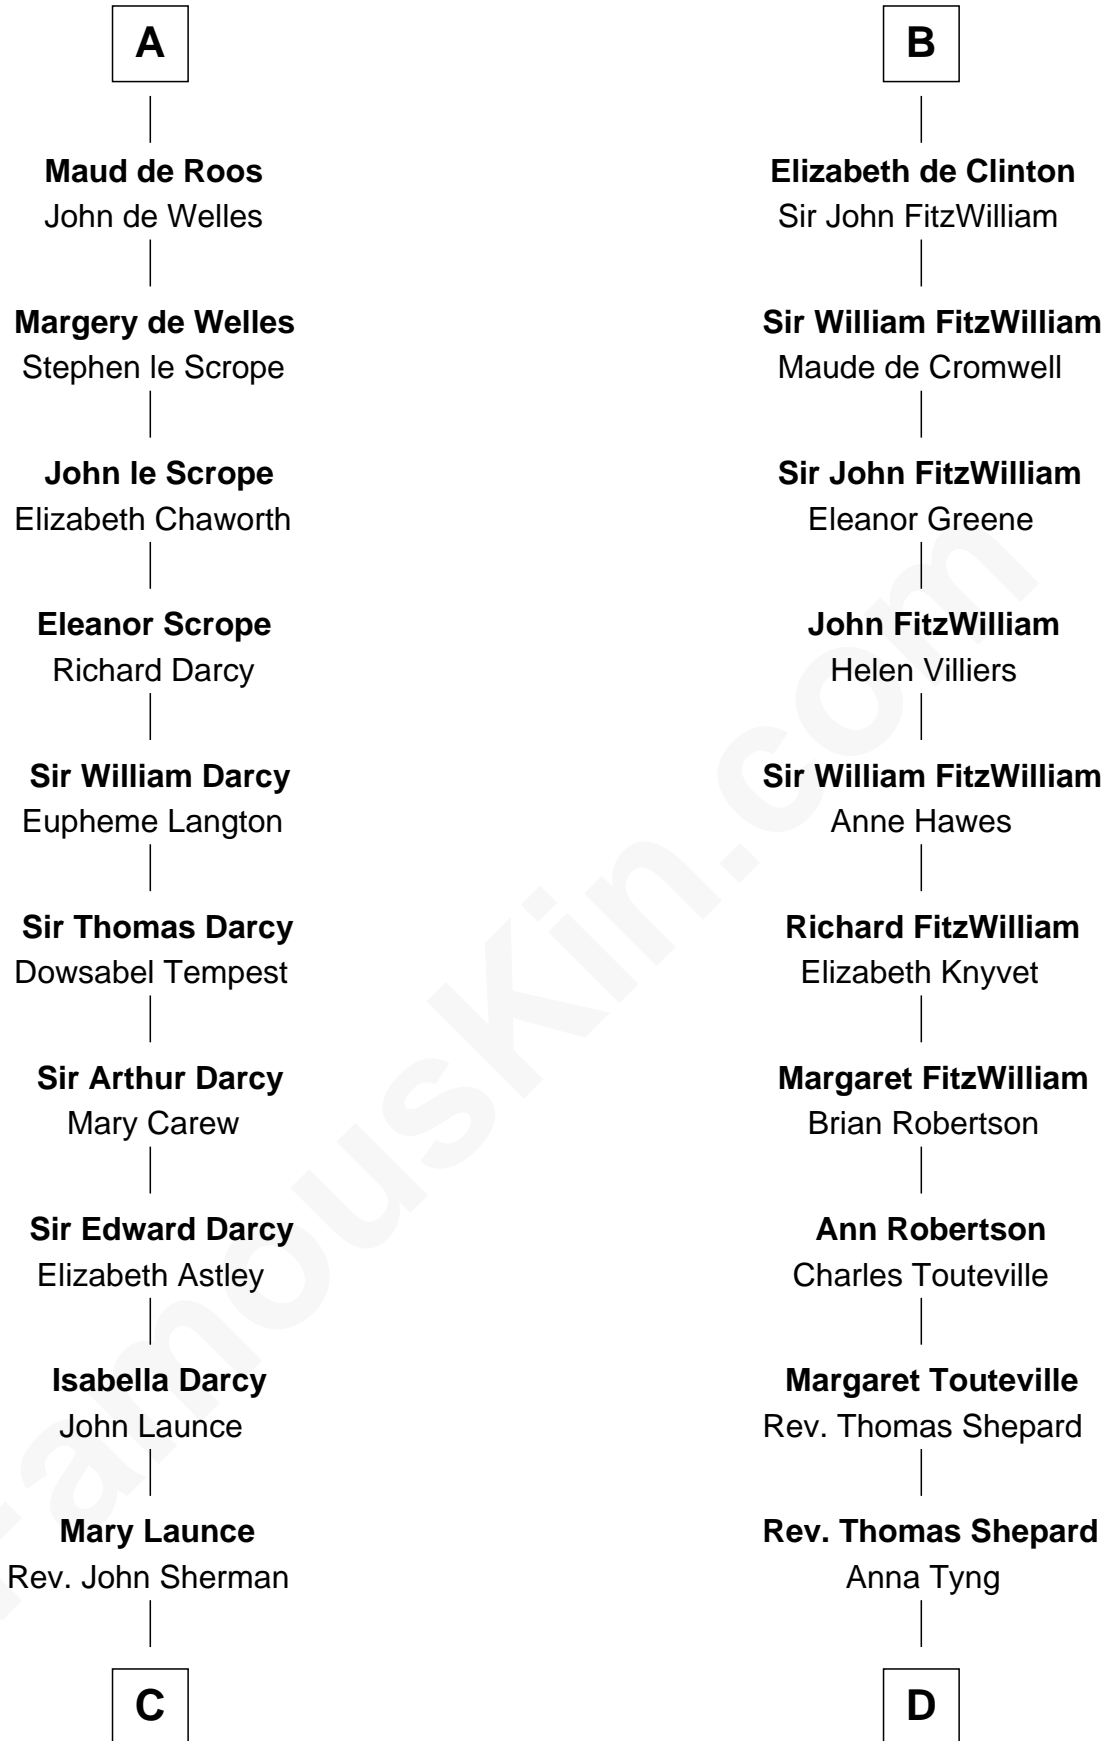 A
Maud de Roos
John de Welles
Margery de Welles
Stephen le Scrope
John le Scrope
Elizabeth Chaworth
Eleanor Scrope
Richard Darcy
Sir William Darcy
Eupheme Langton
Sir Thomas Darcy
Dowsabel Tempest
Sir Arthur Darcy
Mary Carew
Sir Edward Darcy
Elizabeth Astley
Isabella Darcy
John Launce
Mary Launce
Rev. John Sherman
C
B
Elizabeth de Clinton
Sir John FitzWilliam
Sir William FitzWilliam
Maude de Cromwell
Sir John FitzWilliam
Eleanor Greene
John FitzWilliam
Helen Villiers
Sir William FitzWilliam
Anne Hawes
Richard FitzWilliam
Elizabeth Knyvet
Margaret FitzWilliam
Brian Robertson
Ann Robertson
Charles Touteville
Margaret Touteville
Rev. Thomas Shepard
Rev. Thomas Shepard
Anna Tyng
D
FamousKin.com